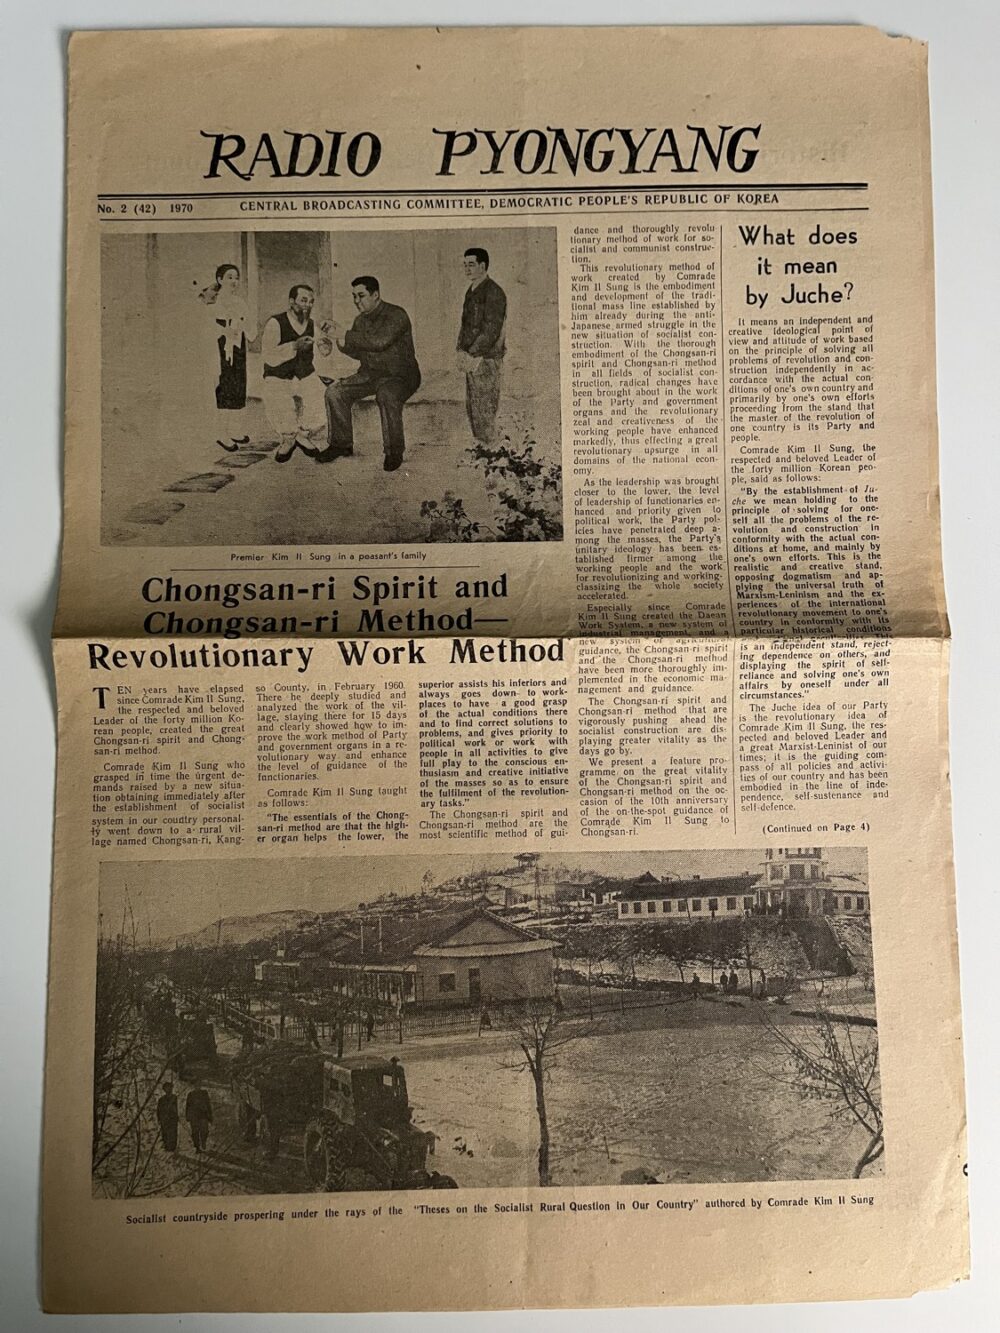 RADIO PYONGYANG
No. 2 (42) 1970
CENTRAL BROADCASTING COMMITTEE, DEMOCRATIC PEOPLE'S REPUBLIC OF KOREA
Premier Kim Il Sung in a peasant's family
Chongsan-ri Spirit and
Chongsan-ri Method—
Revolutionary Work Method
TEN years have elapsed
since Comrade Kim Il Sung,
the respected and beloved
Leader of the forty million Ko-
rean people, created the great
Chongsan-ri spirit and Chong-
san-ri method.
Comrade Kim Il Sung who
grasped in time the urgent de-
mands raised by a new situa-
tion obtaining immediately after
the establishment of socialist
system in our country personal-
ly went down to a rural vil-
lage named Chongsan-ri, Kang-
so County, in February 1960.
There he deeply studied and
analyzed the work of the vil-
lage, staying there for 15 days
and clearly showed how to im-
prove the work method of Party
and government organs in a re-
volutionary way and enhance
the level of guidance of the
functionaries.
Comrade Kim Il Sung taught
as follows:
"The essentials of the Chong-
san-ri method are that the high-
er organ helps the lower, the
superior assists his inferiors and
always goes down to work-
places to have a good grasp
of the actual conditions there
and to find correct solutions to
problems, and gives priority to
political work or work with
people in all activities to give
full play to the conscious en-
thusiasm and creative initiative
of the masses so as to ensure
the fulfilment of the revolution-
ary tasks."
The Chongsan-ri spirit and
Chongsan-ri method are the
most scientific method of gui-
dance and thoroughly revolu
tionary method of work for so-
cialist and communist construc-
tion.
This revolutionary method of
work created by Comrade
Kim Il Sung is the embodiment
and development of the tradi-
tional mass line established by
him already during the anti-
Japanese armed struggle in the
new situation of socialist con-
struction. With the thorough
embodiment of the Chongsan-ri
spirit and Chongsan-ri method
in all fields of socialist con-
struction, radical changes have
been brought about in the work
of the Party and government
organs and the revolutionary
zeal and creativeness of the
working people have enhanced
markedly, thus effecting a great
revolutionary upsurge in all
domains of the national econ-
omy.
As the leadership was brought
closer to the lower, the level
of leadership of functionaries en-
hanced and priority given to
political work, the Party pol-
icies have penetrated deep a-
mong the masses, the Party's
unitary ideology has been es-
tablished firmer among the
working people and the work
for revolutionizing and working-
classizing the whole society
accelerated.
Especially since Comrade
Kim Il Sung created the Daean
Work System, a new system of
industrial management, and a
new system of agricultural
guidance, the Chongsan-ri spirit
and the Chongsan-ri method
have been more thoroughly im-
plemented in the economic ma-
nagement and guidance.
The Chongsan-ri spirit and
Chongsan-ri method that are
vigorously pushing ahead the
socialist construction are dis-
playing greater vitality as the
days go by.
We present a feature pro-
gramme on the great vitality
of the Chongsan-ri spirit and
Chongsan-ri method on the oc-
casion of the 10th anniversary
of the on-the-spot guidance of
Comrade Kim Il Sung to
Chongsan-ri.
What does
it mean
by Juche?
It means an independent and
creative ideological point of
view and attitude of work based
on the principle of solving all
problems of revolution and con-
struction independently in ac-
cordance with the actual con-
ditions of one's own country and
primarily by one's own efforts
proceeding from the stand that
the master of the revolution of
one country is its Party and
people.
Comrade Kim Il Sung, the
respected and beloved Leader of
the forty million Korean peo-
ple, said as follows:
"By the establishment of Ju-
che we mean holding to the
principle of solving for one-
self all the problems of the re-
volution and construction in
conformity with the actual con-
ditions at home, and mainly by
one's own efforts. This is the
realistic and creative stand,
opposing dogmatism and ap-
plying the universal truth of
Marxism-Leninism and the ex-
periences of the international
revolutionary movement to one's
country in conformity with its
particular historical conditions
This
is an independent stand, reject-
ing dependence on others, and
displaying the spirit of self-
reliance and solving one's own
affairs by oneself under all
circumstances."
The Juche idea of our Party
is the revolutionary idea of
Comrade Kim Il Sung, the res-
pected and beloved Leader and
a great Marxist-Leninist of our
times; it is the guiding com-
pass of all policies and activi-
ties of our country and has been
embodied in the line of inde-
pendence, self-sustenance and
self-defence.
(Continued on Page 4)
Socialist countryside prospering under the rays of the "Theses on the Socialist Rural Question in Our Country" authored by Comrade Kim Il Sung